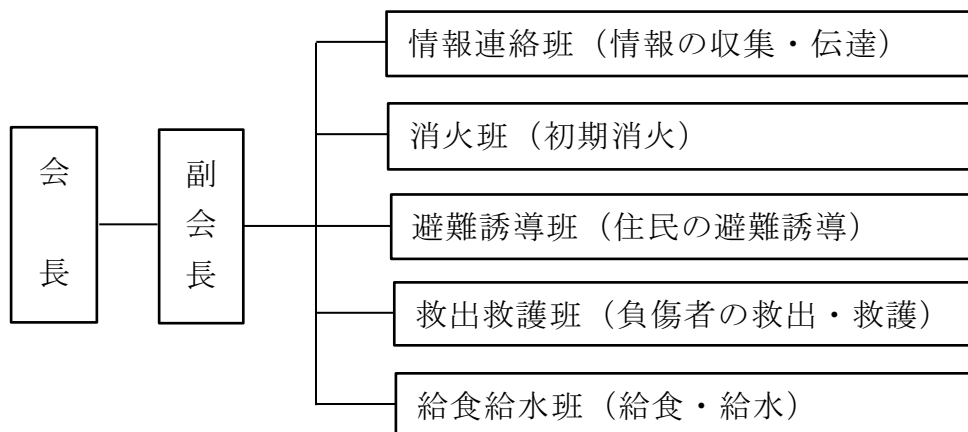 会長
副会長
情報連絡班（情報の収集・伝達）
消火班（初期消火）
避難誘導班（住民の避難誘導）
救出救護班（負傷者の救出・救護）
給食給水班（給食・給水）